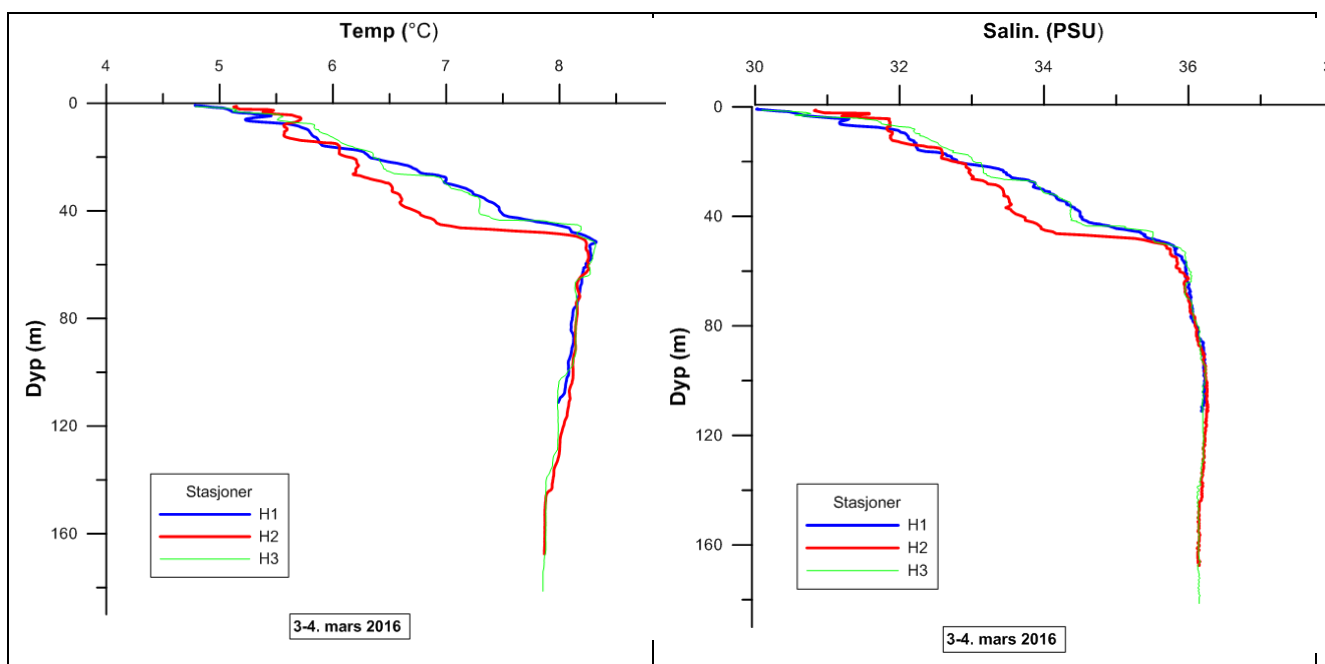 Temp (°C)
4 5 6 7 8
0
40
80
120
160
Dyp (m)
Stasjoner
H1
H2
H3
3-4. mars 2016
Salin. (PSU)
30 32 34 36
0
40
80
120
160
Dyp (m)
Stasjoner
H1
H2
H3
3-4. mars 2016